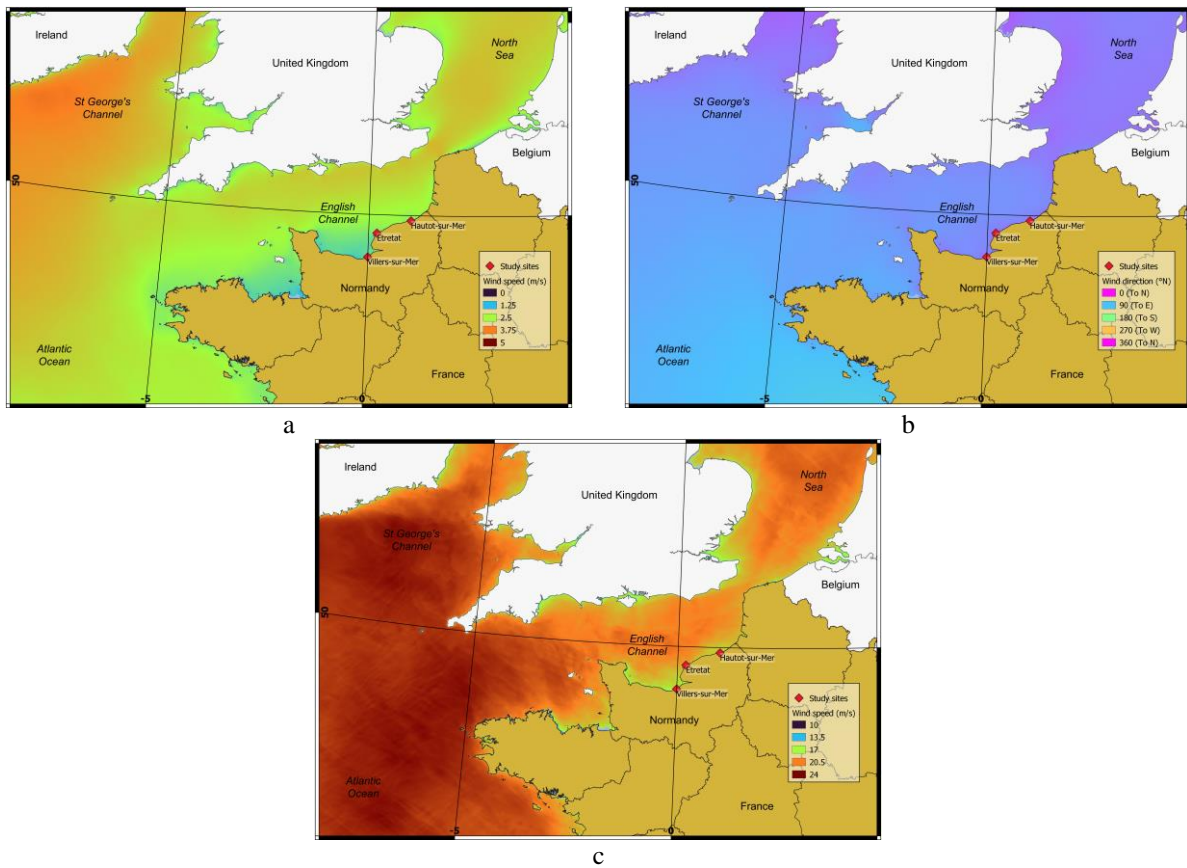 Ireland
North
Sea
United Kingdom
St George's
Channel
Belgium
50
English
Channel
Hautot-sur-Mer
Etretat
Villers-sur-Mer
Normandy
Study sites
Wind speed (m/s)
0
1.25
2.5
3.75
5
Atlantic
Ocean
France
-5
0
a
Ireland
North
Sea
United Kingdom
St George's
Channel
Belgium
50
English
Channel
Hautot-sur-Mer
Etretat
Villers-sur-Mer
Normandy
Study sites
Wind direction (°N)
0 (To N)
90 (To E)
180 (To S)
270 (To W)
360 (To N)
Atlantic
Ocean
France
-5
0
b
Ireland
North
Sea
United Kingdom
St George's
Channel
Belgium
50
English
Channel
Hautot-sur-Mer
Etretat
Villers-sur-Mer
Normandy
Study sites
Wind speed (m/s)
10
13.5
17
20.5
24
Atlantic
Ocean
France
-5
0
c